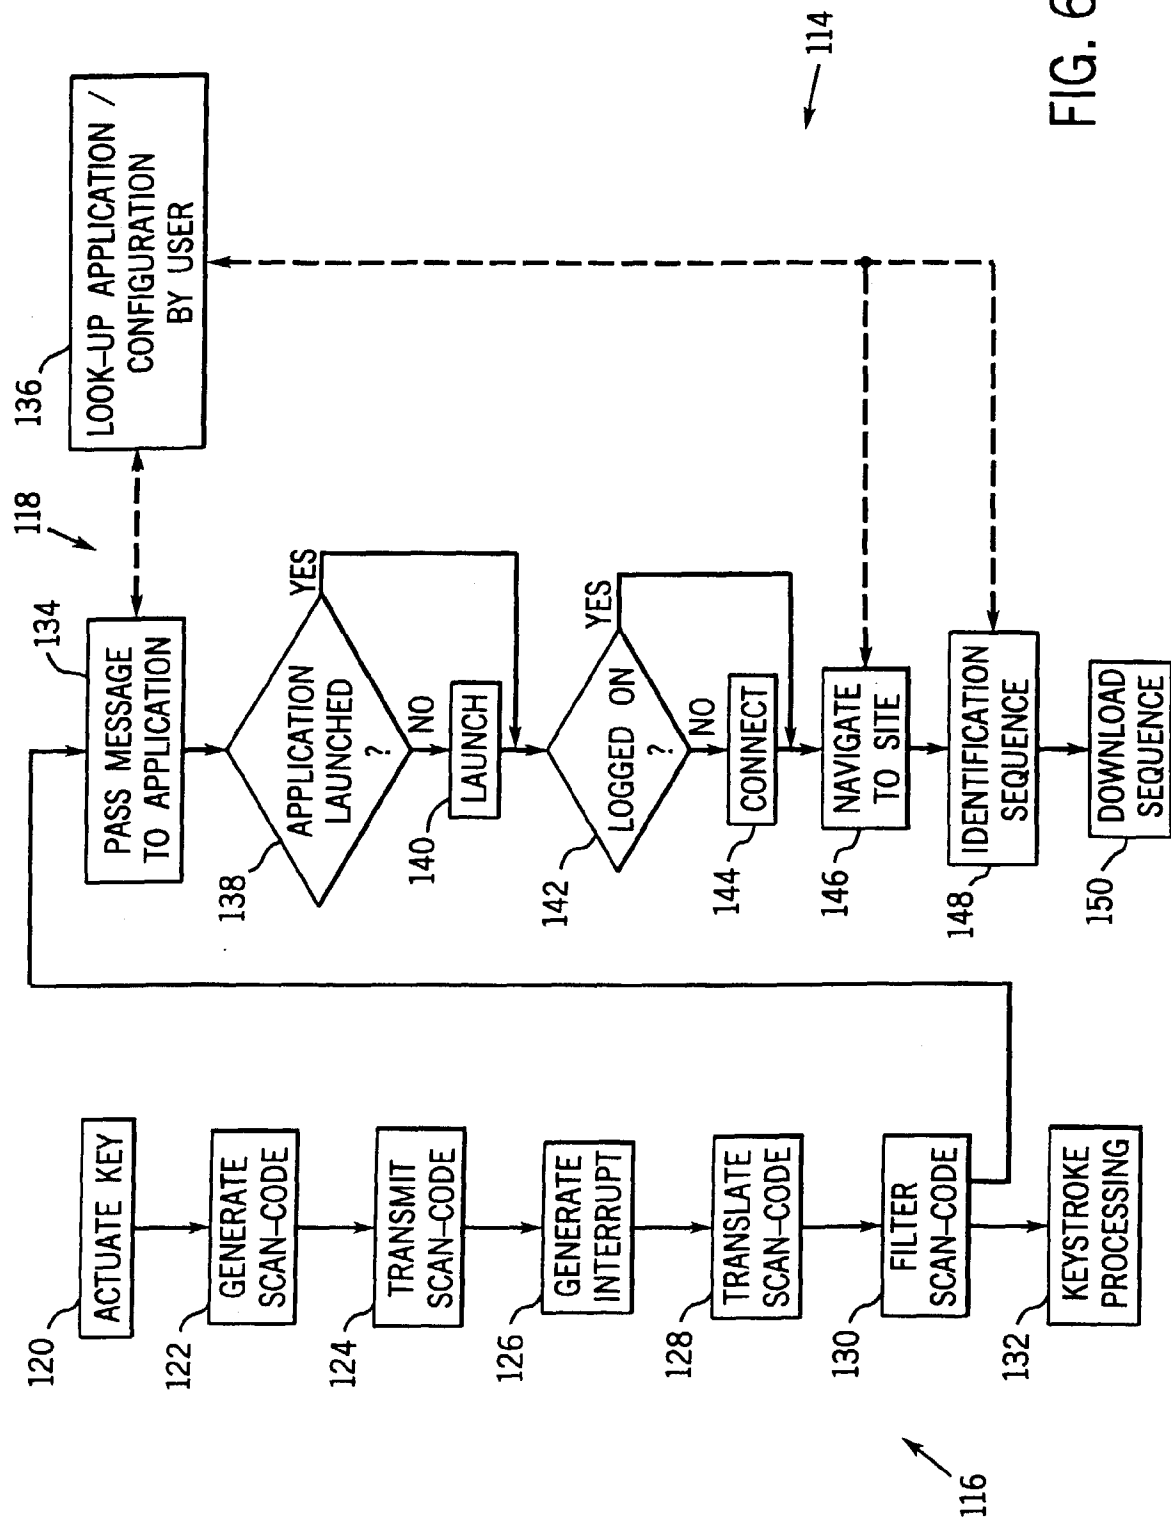 120
ACTUATE KEY
122
GENERATE
SCAN-CODE
124
TRANSMIT
SCAN-CODE
126
GENERATE
INTERRUPT
128
TRANSLATE
SCAN-CODE
130
FILTER
SCAN-CODE
132
KEYSTROKE
PROCESSING
116
118
134
PASS MESSAGE
TO APPLICATION
136
LOOK-UP APPLICATION /
CONFIGURATION
BY USER
138
APPLICATION
LAUNCHED
?
YES
NO
140
LAUNCH
142
LOGGED ON
?
YES
NO
144
CONNECT
146
NAVIGATE
TO SITE
148
IDENTIFICATION
SEQUENCE
150
DOWNLOAD
SEQUENCE
114
FIG. 6